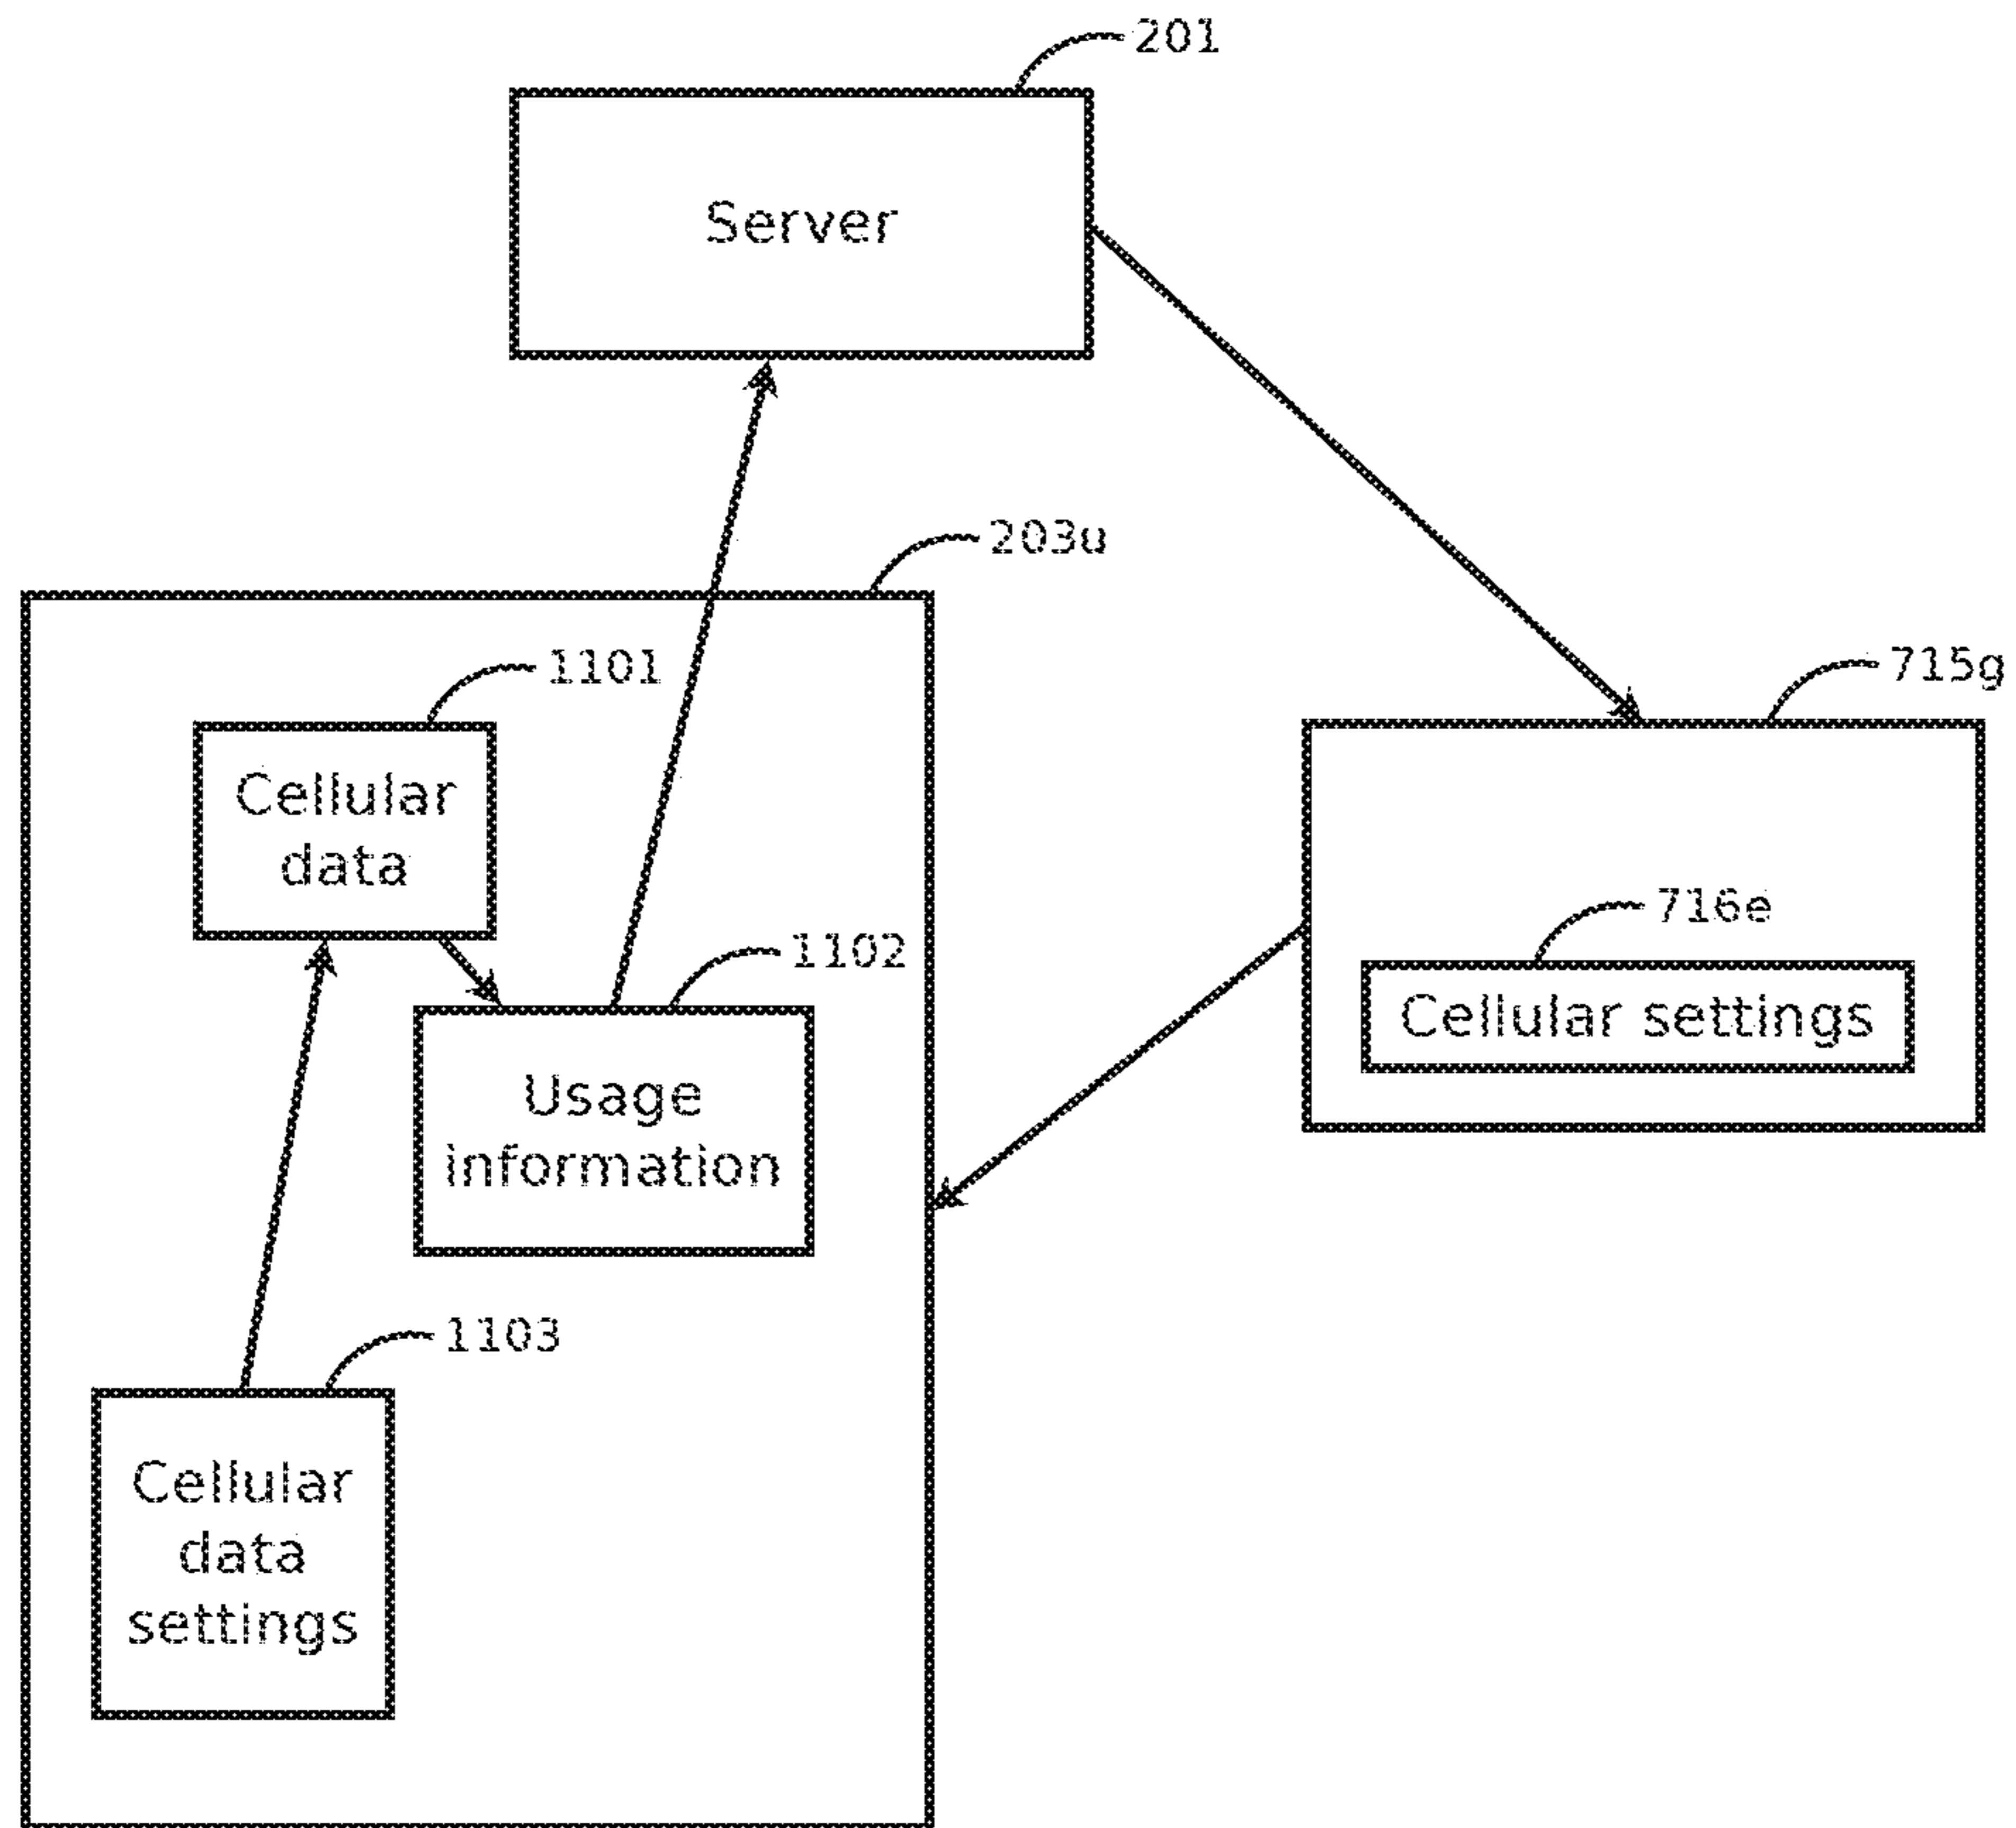 201
Server
203u
1101
715g
Cellular
data
716e
1102
Cellular settings
Usage
information
1103
Cellular
data
settings